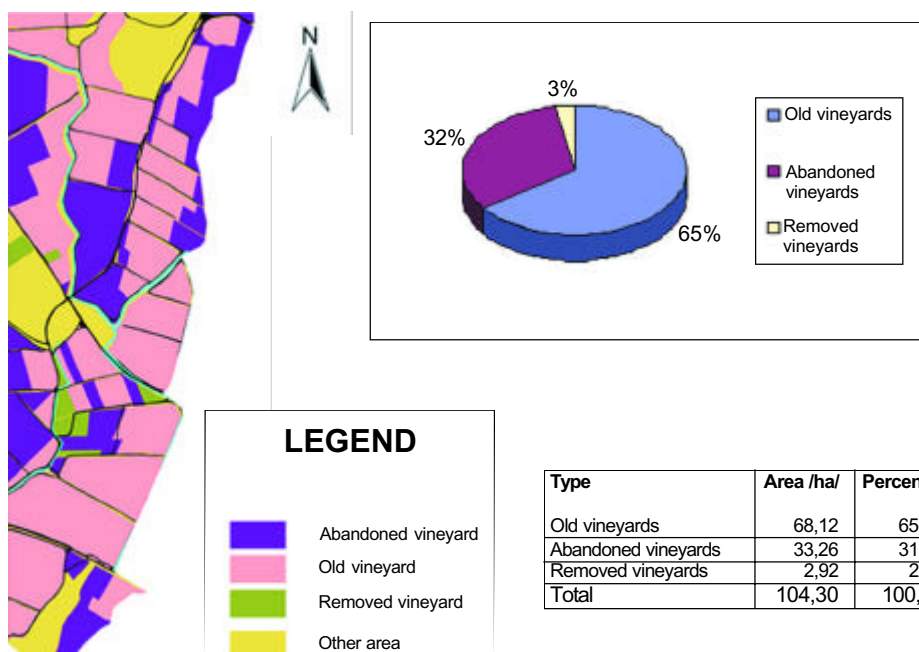 N
3%
32%
65%
Old vineyards
Abandoned
vineyards
Removed
vineyards
LEGEND
Abandoned vineyard
Old vineyard
Removed vineyard
Other area
Type Area /ha/ Percen
Old vineyards 68,12 65
Abandoned vineyards 33,26 31
Removed vineyards 2,92 2
Total 104,30 100,